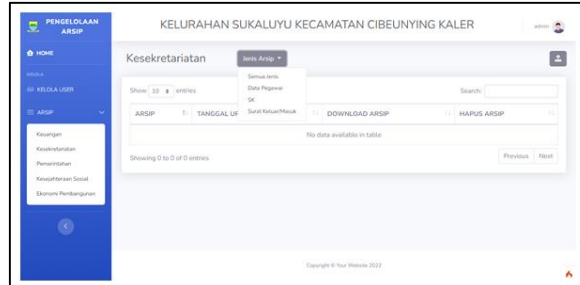 PENGELOLAAN
ARSIP
KELURAHAN SUKALUYU KECAMATAN CIBEUNYING KALER
admin
HOME
Kesekretariatan
Jenis Arsip
Semua Jenis
Data Pegawai
SK
Surat Keluar/Masuk
KELOLA
KELOLA USER
Show 10 entries
Search:
ARSIP
ARSIP
TANGGAL
DOWNLOAD ARSIP
HAPUS ARSIP
Keuangan
Kesekretariatan
Pemerintahan
Kesejahteraan Sosial
Ekonomi Pembangunan
No data available in table
Showing 0 to 0 of 0 entries
Previous
Next
Copyright © Your Website 2022